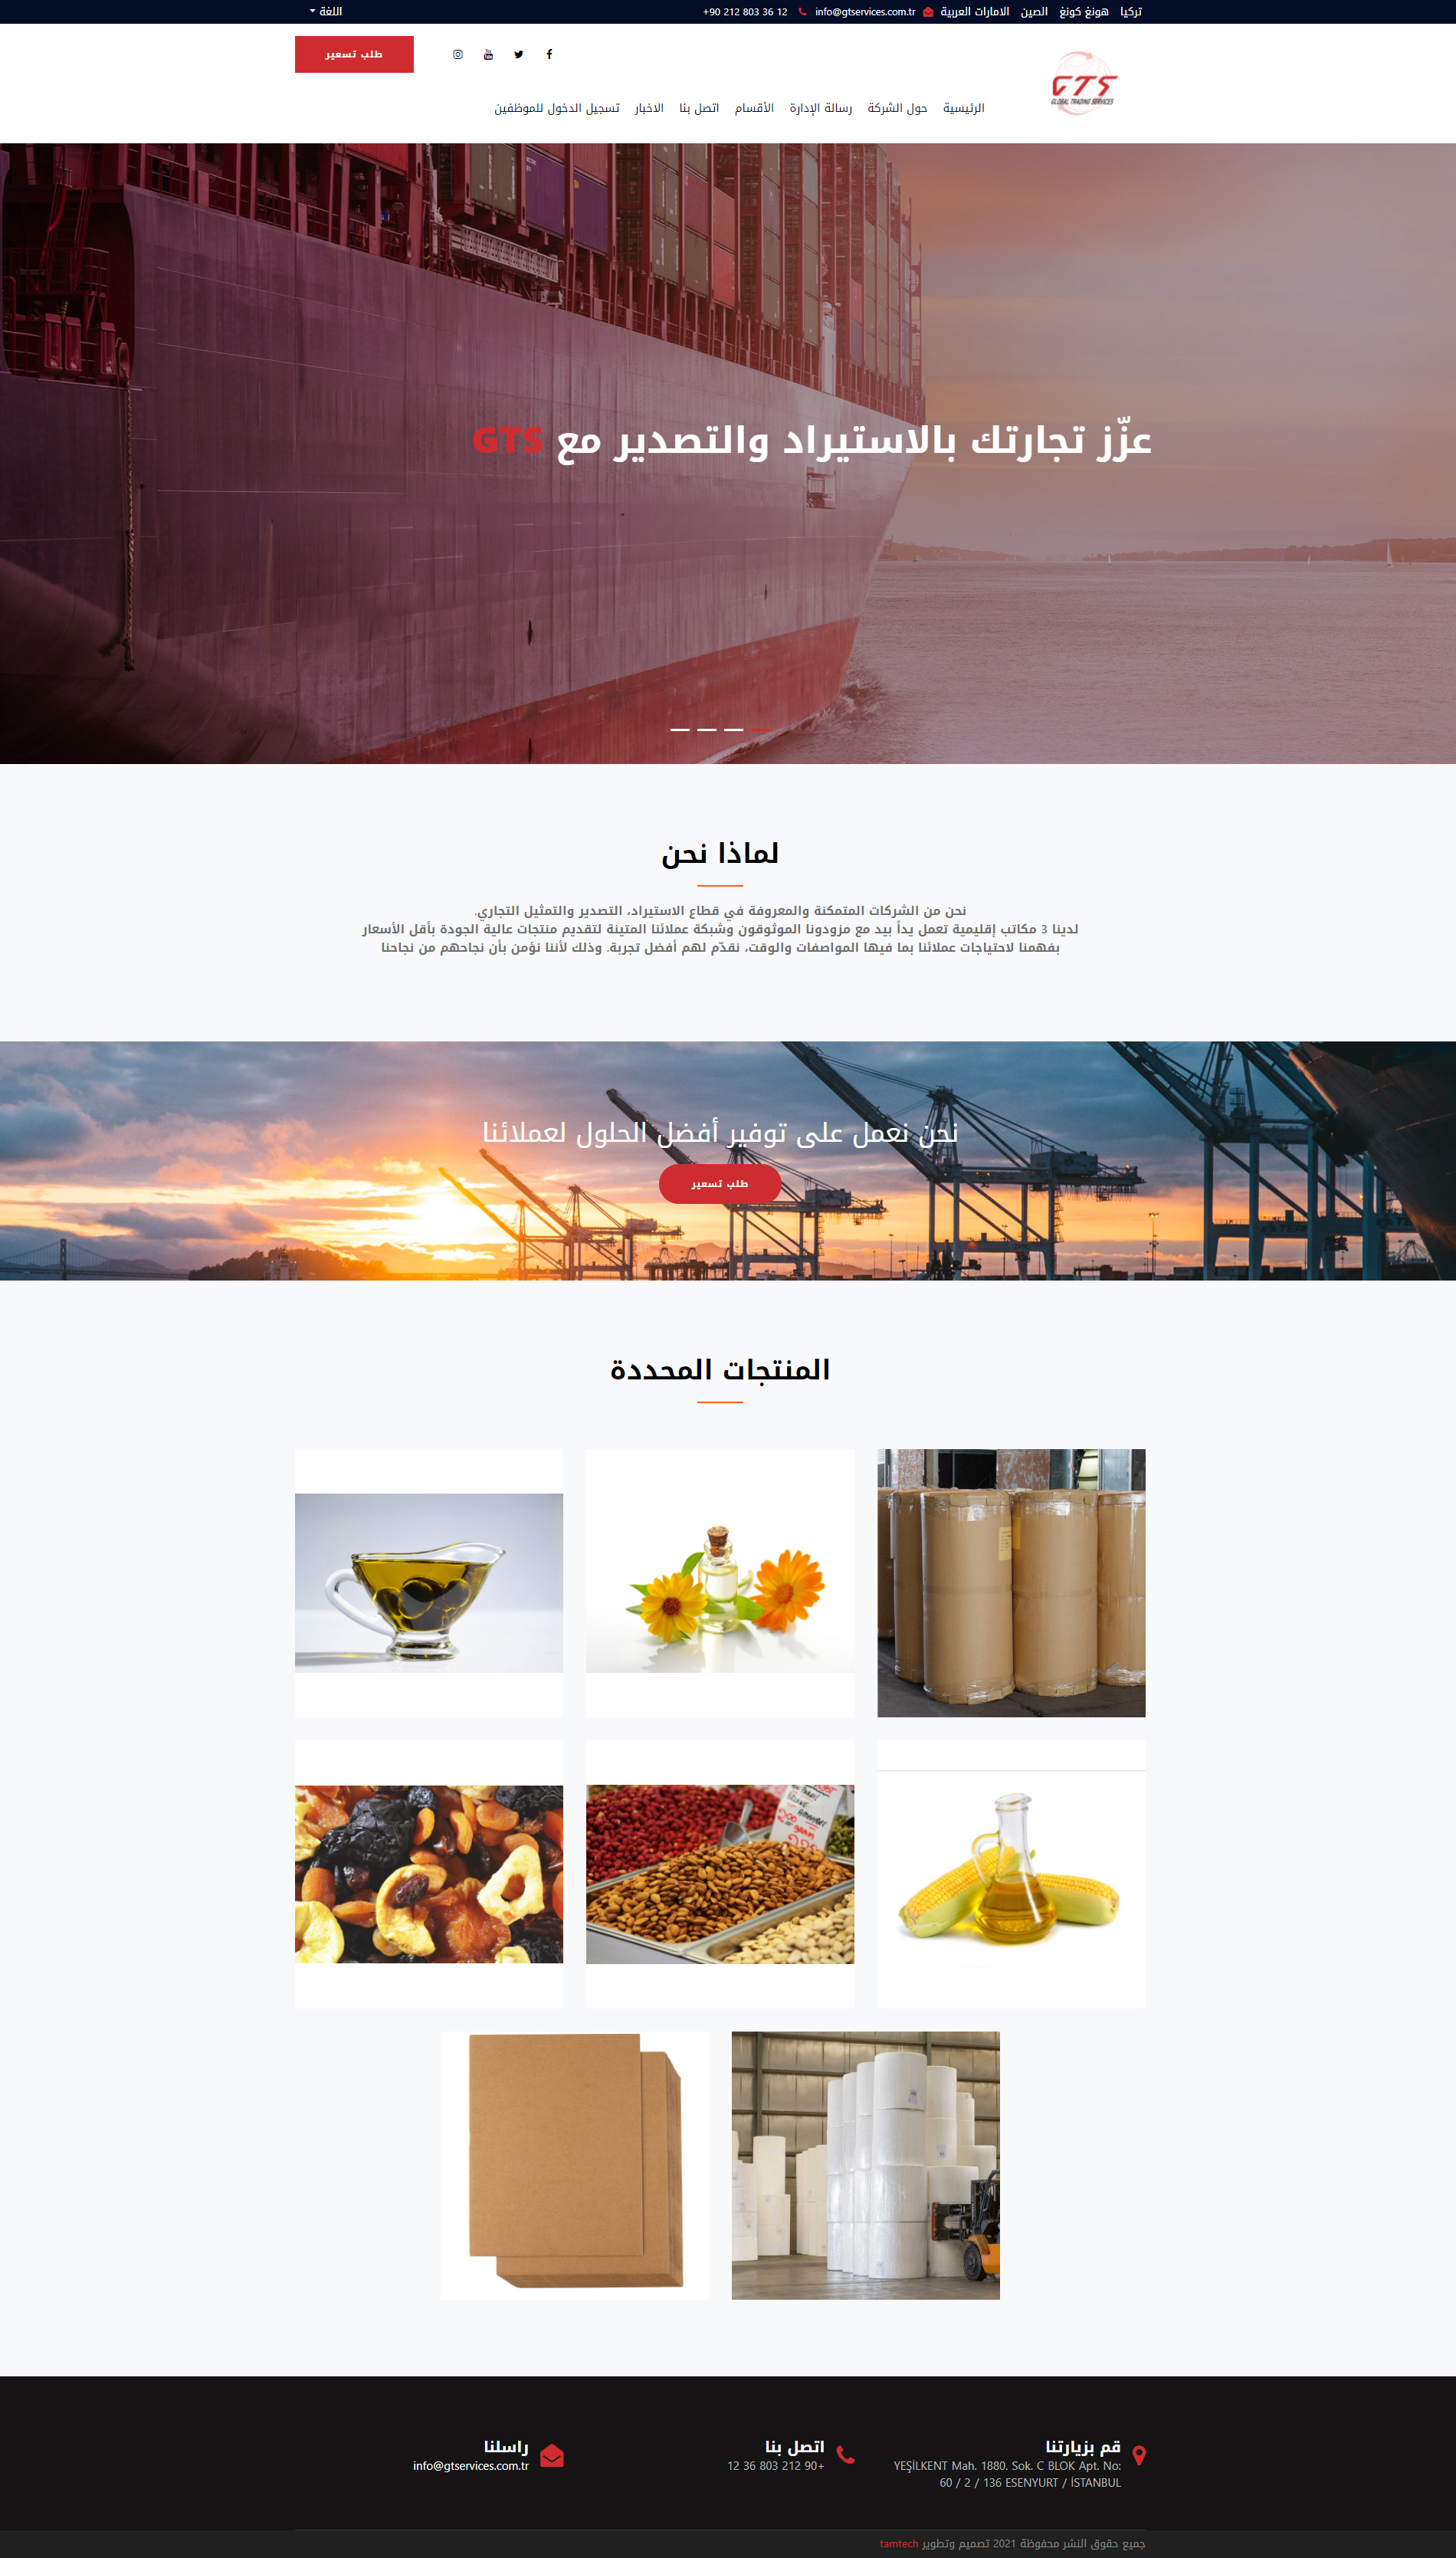 تركيا هونغ كونغ الصين الامارات العربية info@gtservices.com.tr +90 212 803 36 12 اللغة
طلب تسعير
GTS
GLOBAL TRADING SERVICES
الرئيسية حول الشركة رسالة الإدارة الأقسام اتصل بنا الاخبار تسجيل الدخول للموظفين
عزّز تجارتك بالاستيراد والتصدير مع GTS
لماذا نحن
نحن من الشركات المتمكنة والمعروفة في قطاع الاستيراد، التصدير والتمثيل التجاري.
لدينا 3 مكاتب إقليمية تعمل يداً بيد مع مزودونا الموثوقون وشبكة عملائنا المتينة لتقديم منتجات عالية الجودة بأقل الأسعار
بفهمنا لاحتياجات عملائنا بما فيها المواصفات والوقت، نقدّم لهم أفضل تجربة. وذلك لأننا نؤمن بأن نجاحهم من نجاحنا
نحن نعمل على توفير أفضل الحلول لعملائنا
طلب تسعير
المنتجات المحددة
قم بزيارتنا
YEŞİLKENT Mah. 1880. Sok. C BLOK Apt. No:
60 / 2 / 136 ESENYURT / İSTANBUL
اتصل بنا
12 36 803 212 90+
راسلنا
info@gtservices.com.tr
جميع حقوق النشر محفوظة 2021 تصميم وتطوير tamtech